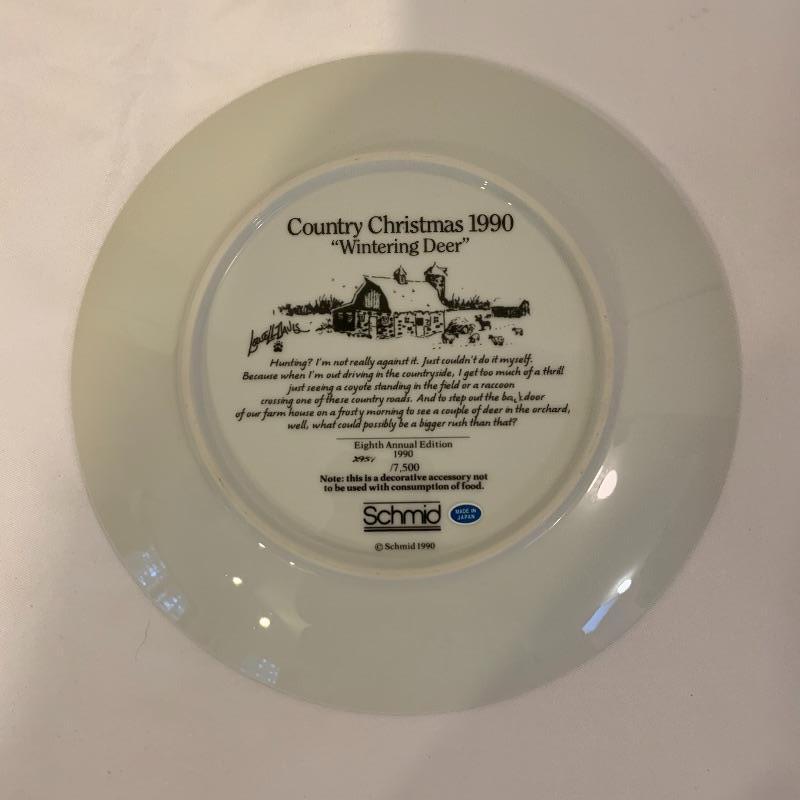 Country Christmas 1990
"Wintering Deer"
Lowell Davis
Hunting? I'm not really against it. Just couldn't do it myself.
Because when I'm out driving in the countryside, I get too much of a thrill
just seeing a coyote standing in the field or a raccoon
crossing one of these country roads. And to step out the door
of our farm house on a frosty morning to see a couple of deer in the orchard,
well, what could possibly be a bigger rush than that?
Eighth Annual Edition
1990
/7,500
Note: this is a decorative accessory not
to be used with consumption of food.
Schmid
MADE IN
JAPAN
© Schmid 1990